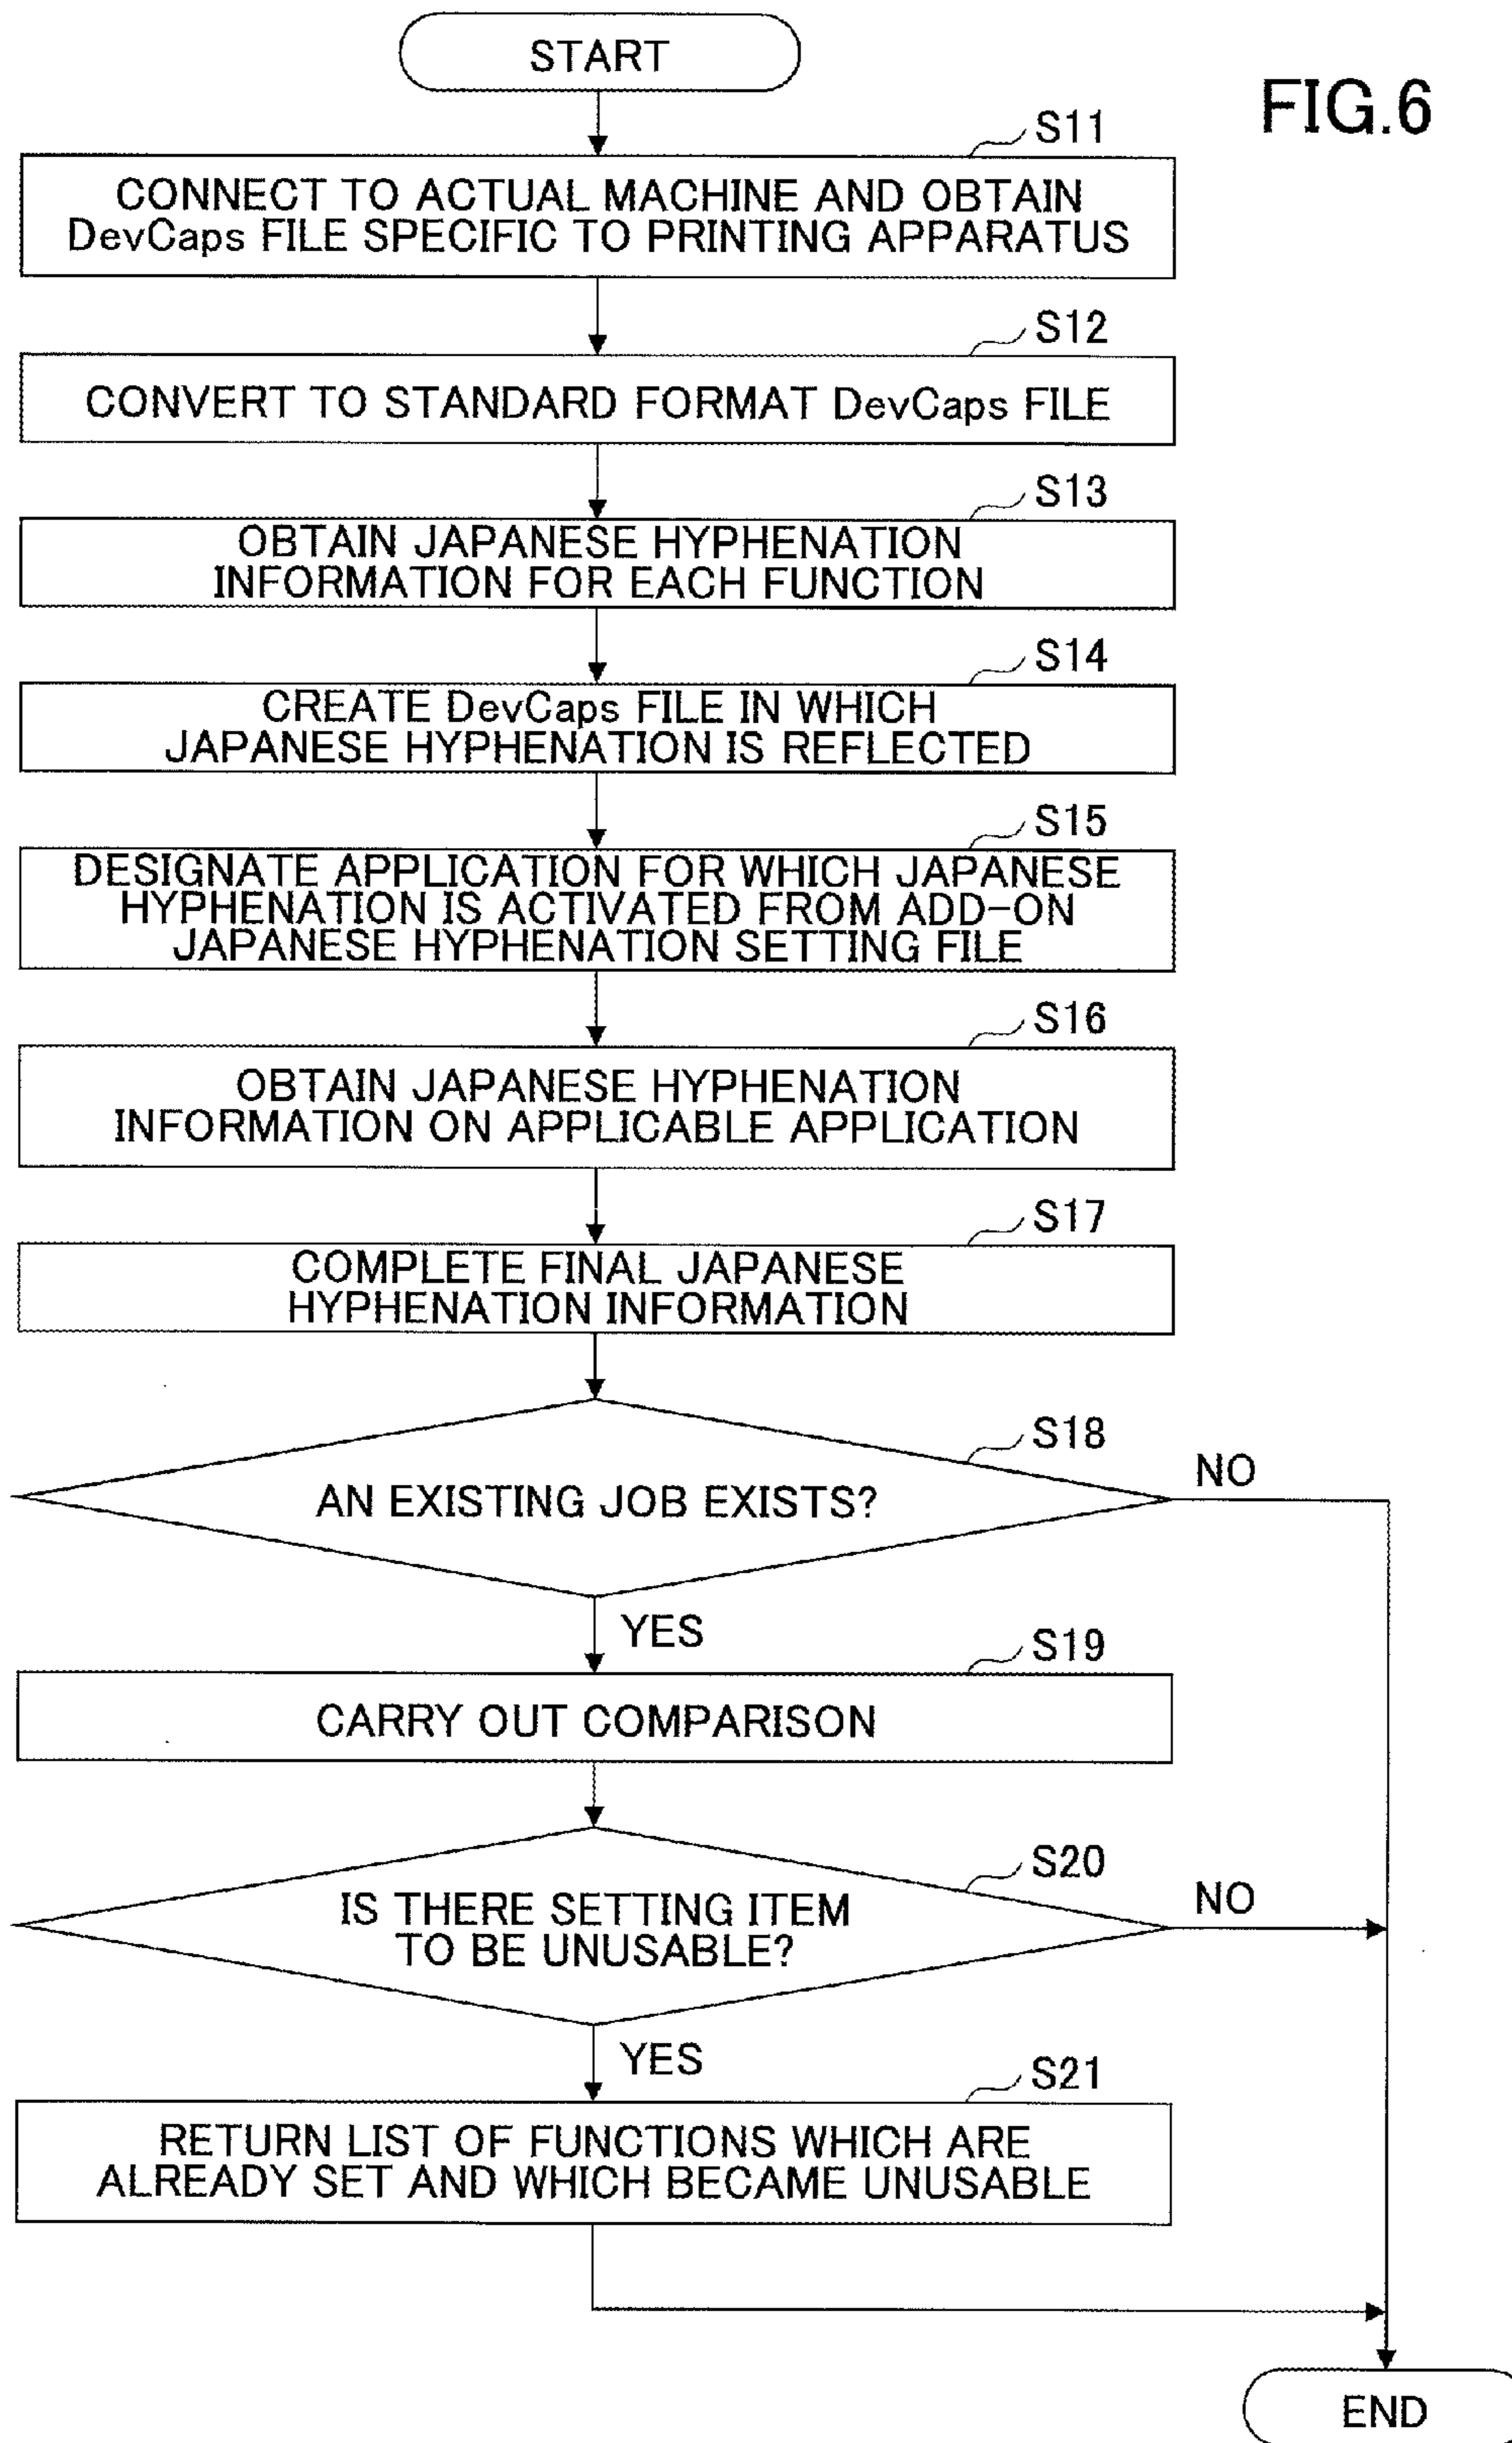 START
FIG.6
S11
CONNECT TO ACTUAL MACHINE AND OBTAIN
DevCaps FILE SPECIFIC TO PRINTING APPARATUS
S12
CONVERT TO STANDARD FORMAT DevCaps FILE
S13
OBTAIN JAPANESE HYPHENATION
INFORMATION FOR EACH FUNCTION
S14
CREATE DevCaps FILE IN WHICH
JAPANESE HYPHENATION IS REFLECTED
S15
DESIGNATE APPLICATION FOR WHICH JAPANESE
HYPHENATION IS ACTIVATED FROM ADD-ON
JAPANESE HYPHENATION SETTING FILE
S16
OBTAIN JAPANESE HYPHENATION
INFORMATION ON APPLICABLE APPLICATION
S17
COMPLETE FINAL JAPANESE
HYPHENATION INFORMATION
S18
AN EXISTING JOB EXISTS?
NO
YES
S19
CARRY OUT COMPARISON
S20
IS THERE SETTING ITEM
TO BE UNUSABLE?
NO
YES
S21
RETURN LIST OF FUNCTIONS WHICH ARE
ALREADY SET AND WHICH BECAME UNUSABLE
END